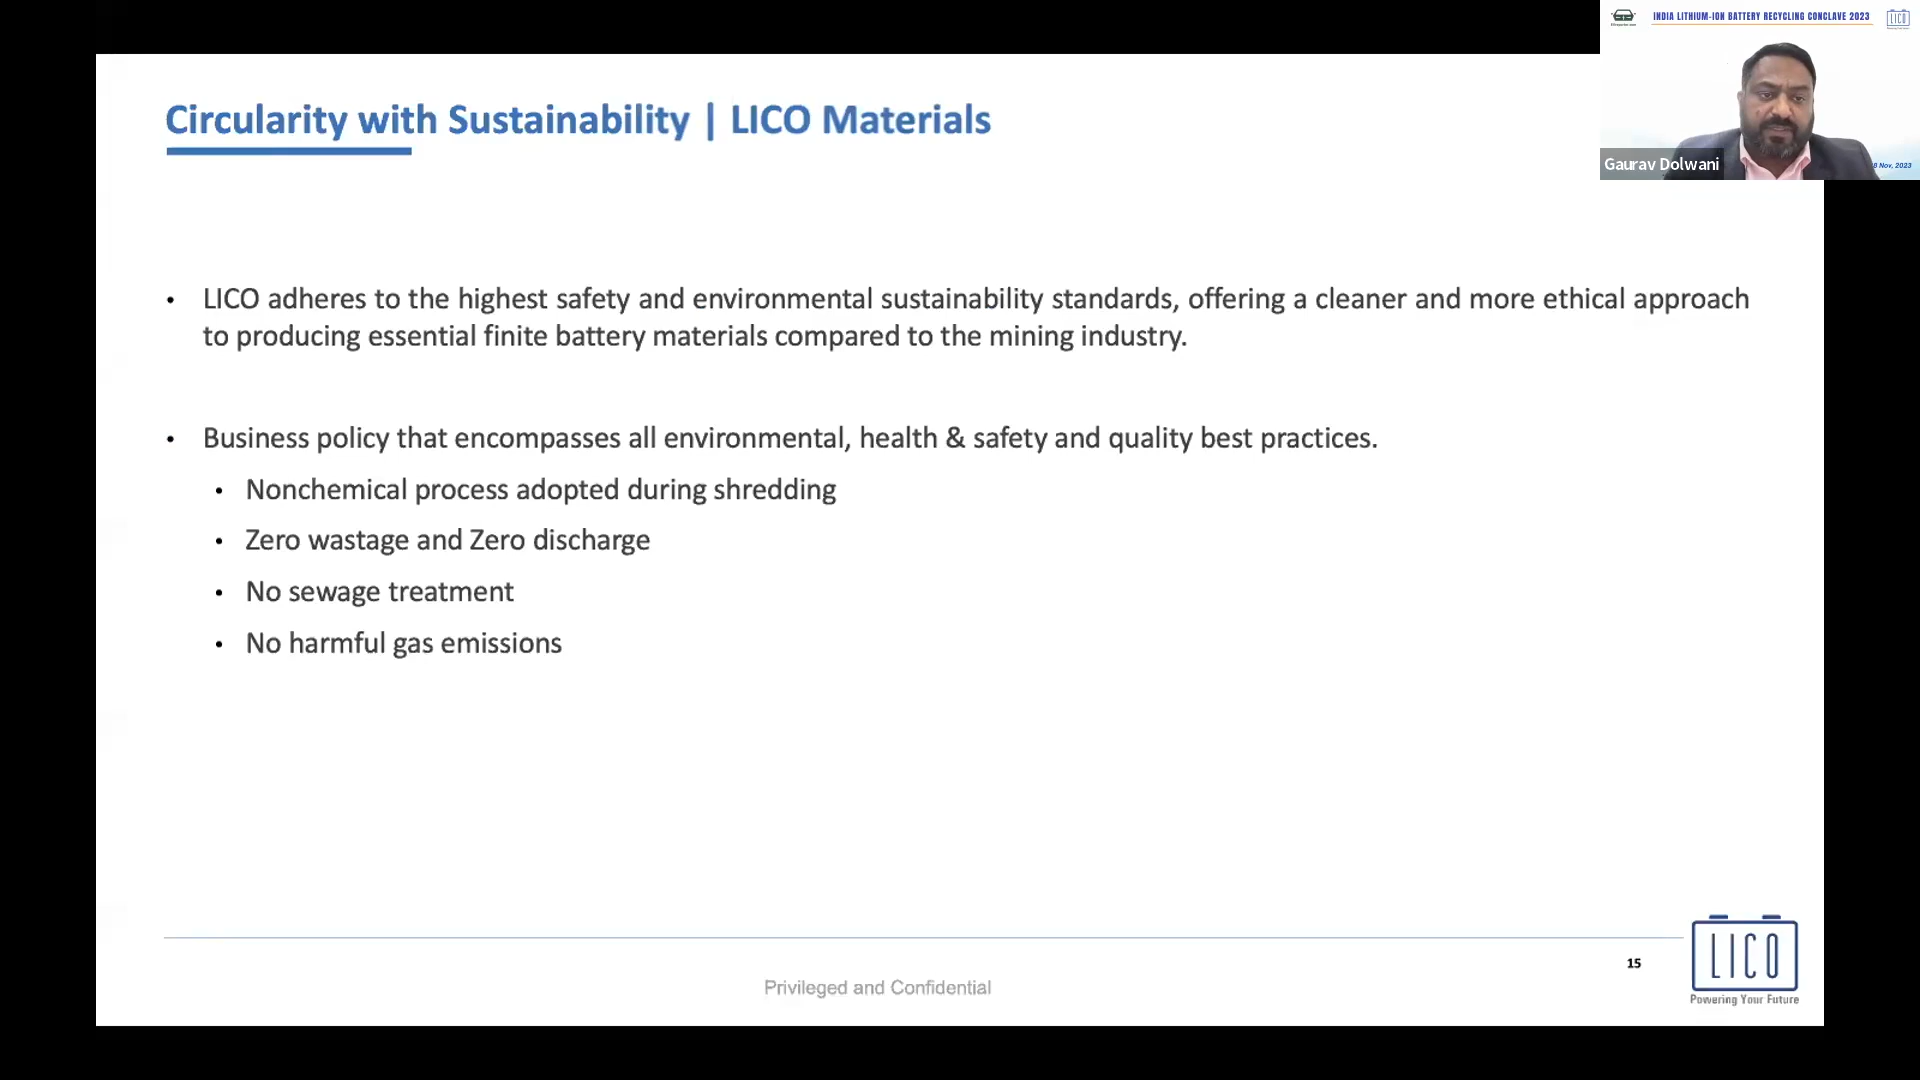 INDIA LITHIUM-ION BATTERY RECYCLING CONCLAVE 2023
LICO
Gaurav Dolwani
Nov, 2023
Circularity with Sustainability | LICO Materials
• LICO adheres to the highest safety and environmental sustainability standards, offering a cleaner and more ethical approach
to producing essential finite battery materials compared to the mining industry.
• Business policy that encompasses all environmental, health & safety and quality best practices.
• Nonchemical process adopted during shredding
• Zero wastage and Zero discharge
• No sewage treatment
• No harmful gas emissions
15
LICO
Powering Your Future
Privileged and Confidential